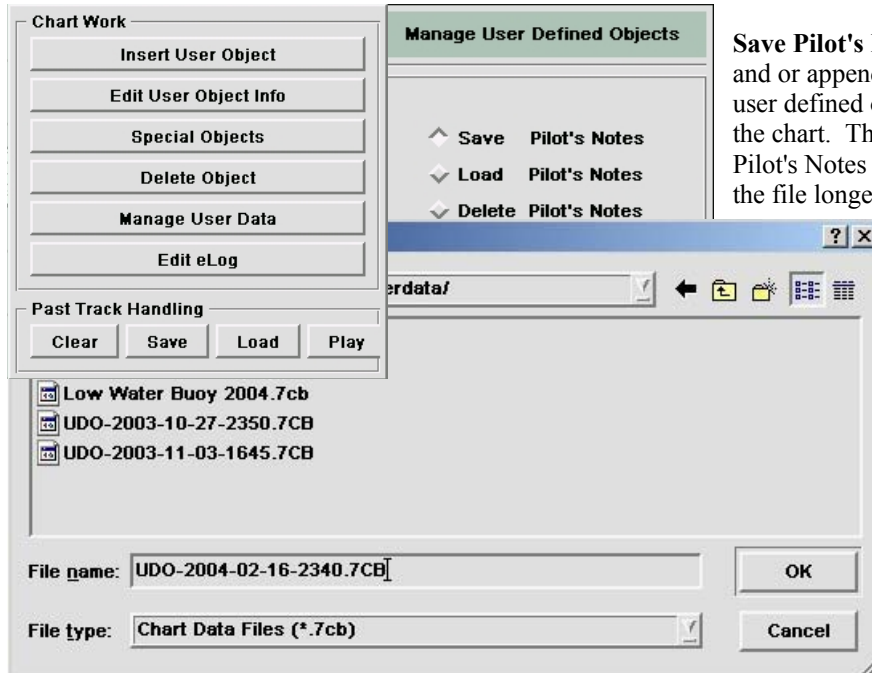 Chart Work
Insert User Object
Edit User Object Info
Special Objects
Delete Object
Manage User Data
Edit eLog
Past Track Handling
Clear Save Load Play
Manage User Defined Objects
Save Pilot's Notes
Load Pilot's Notes
Delete Pilot's Notes
Save Pilot's
and or
user defined
the chart.
Pilot's Notes
the file
? X
Low Water Buoy 2004.7cb
UDO-2003-10-27-2350.7CB
UDO-2003-11-03-1645.7CB
File name: UDO-2004-02-16-2340.7CB
OK
File type: Chart Data Files (*.7cb)
Cancel